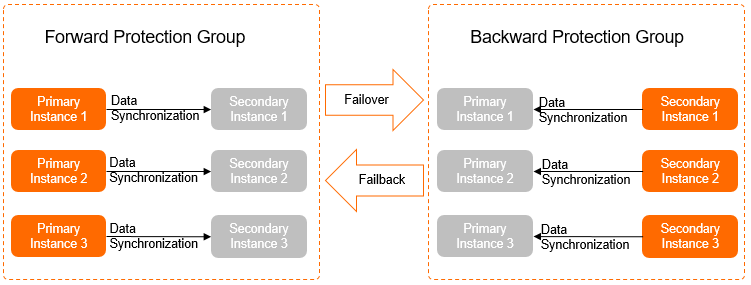 Forward Protection Group
Primary
Instance 1
Data
Synchronization
Secondary
Instance 1
Primary
Instance 2
Data
Synchronization
Secondary
Instance 2
Primary
Instance 3
Data
Synchronization
Secondary
Instance 3
Failover
Failback
Backward Protection Group
Primary
Instance 1
Data
Synchronization
Secondary
Instance 1
Primary
Instance 2
Data
Synchronization
Secondary
Instance 2
Primary
Instance 3
Data
Synchronization
Secondary
Instance 3